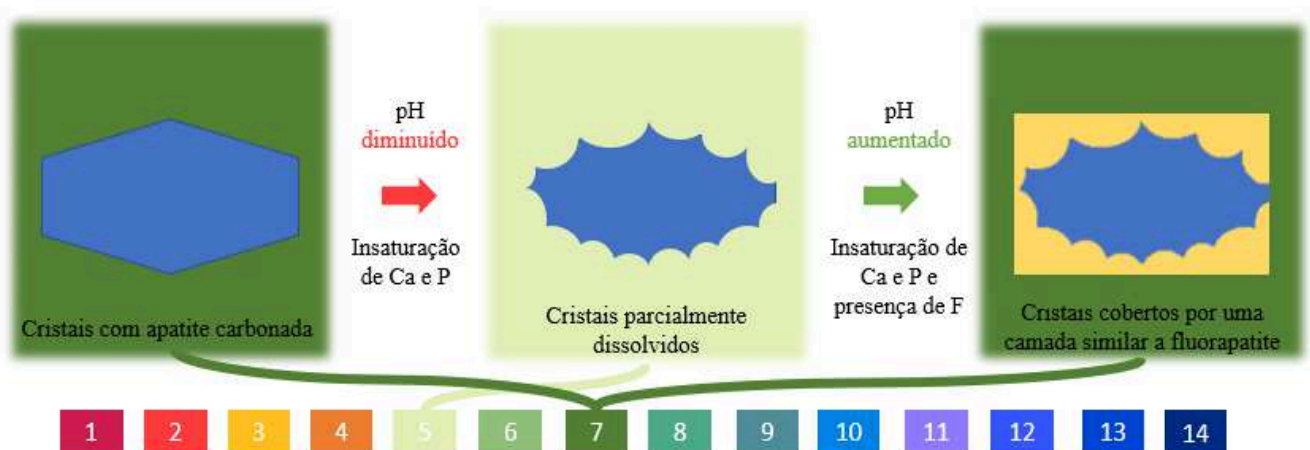 pH
diminuído
Insaturação
de Ca e P
pH
aumentado
Insaturação de
Ca e P e
presença de F
Cristais com apatite carbonada
Cristais parcialmente
dissolvidos
Cristais cobertos por uma
camada similar a fluorapatite
1 2 3 4 5 6 7 8 9 10 11 12 13 14